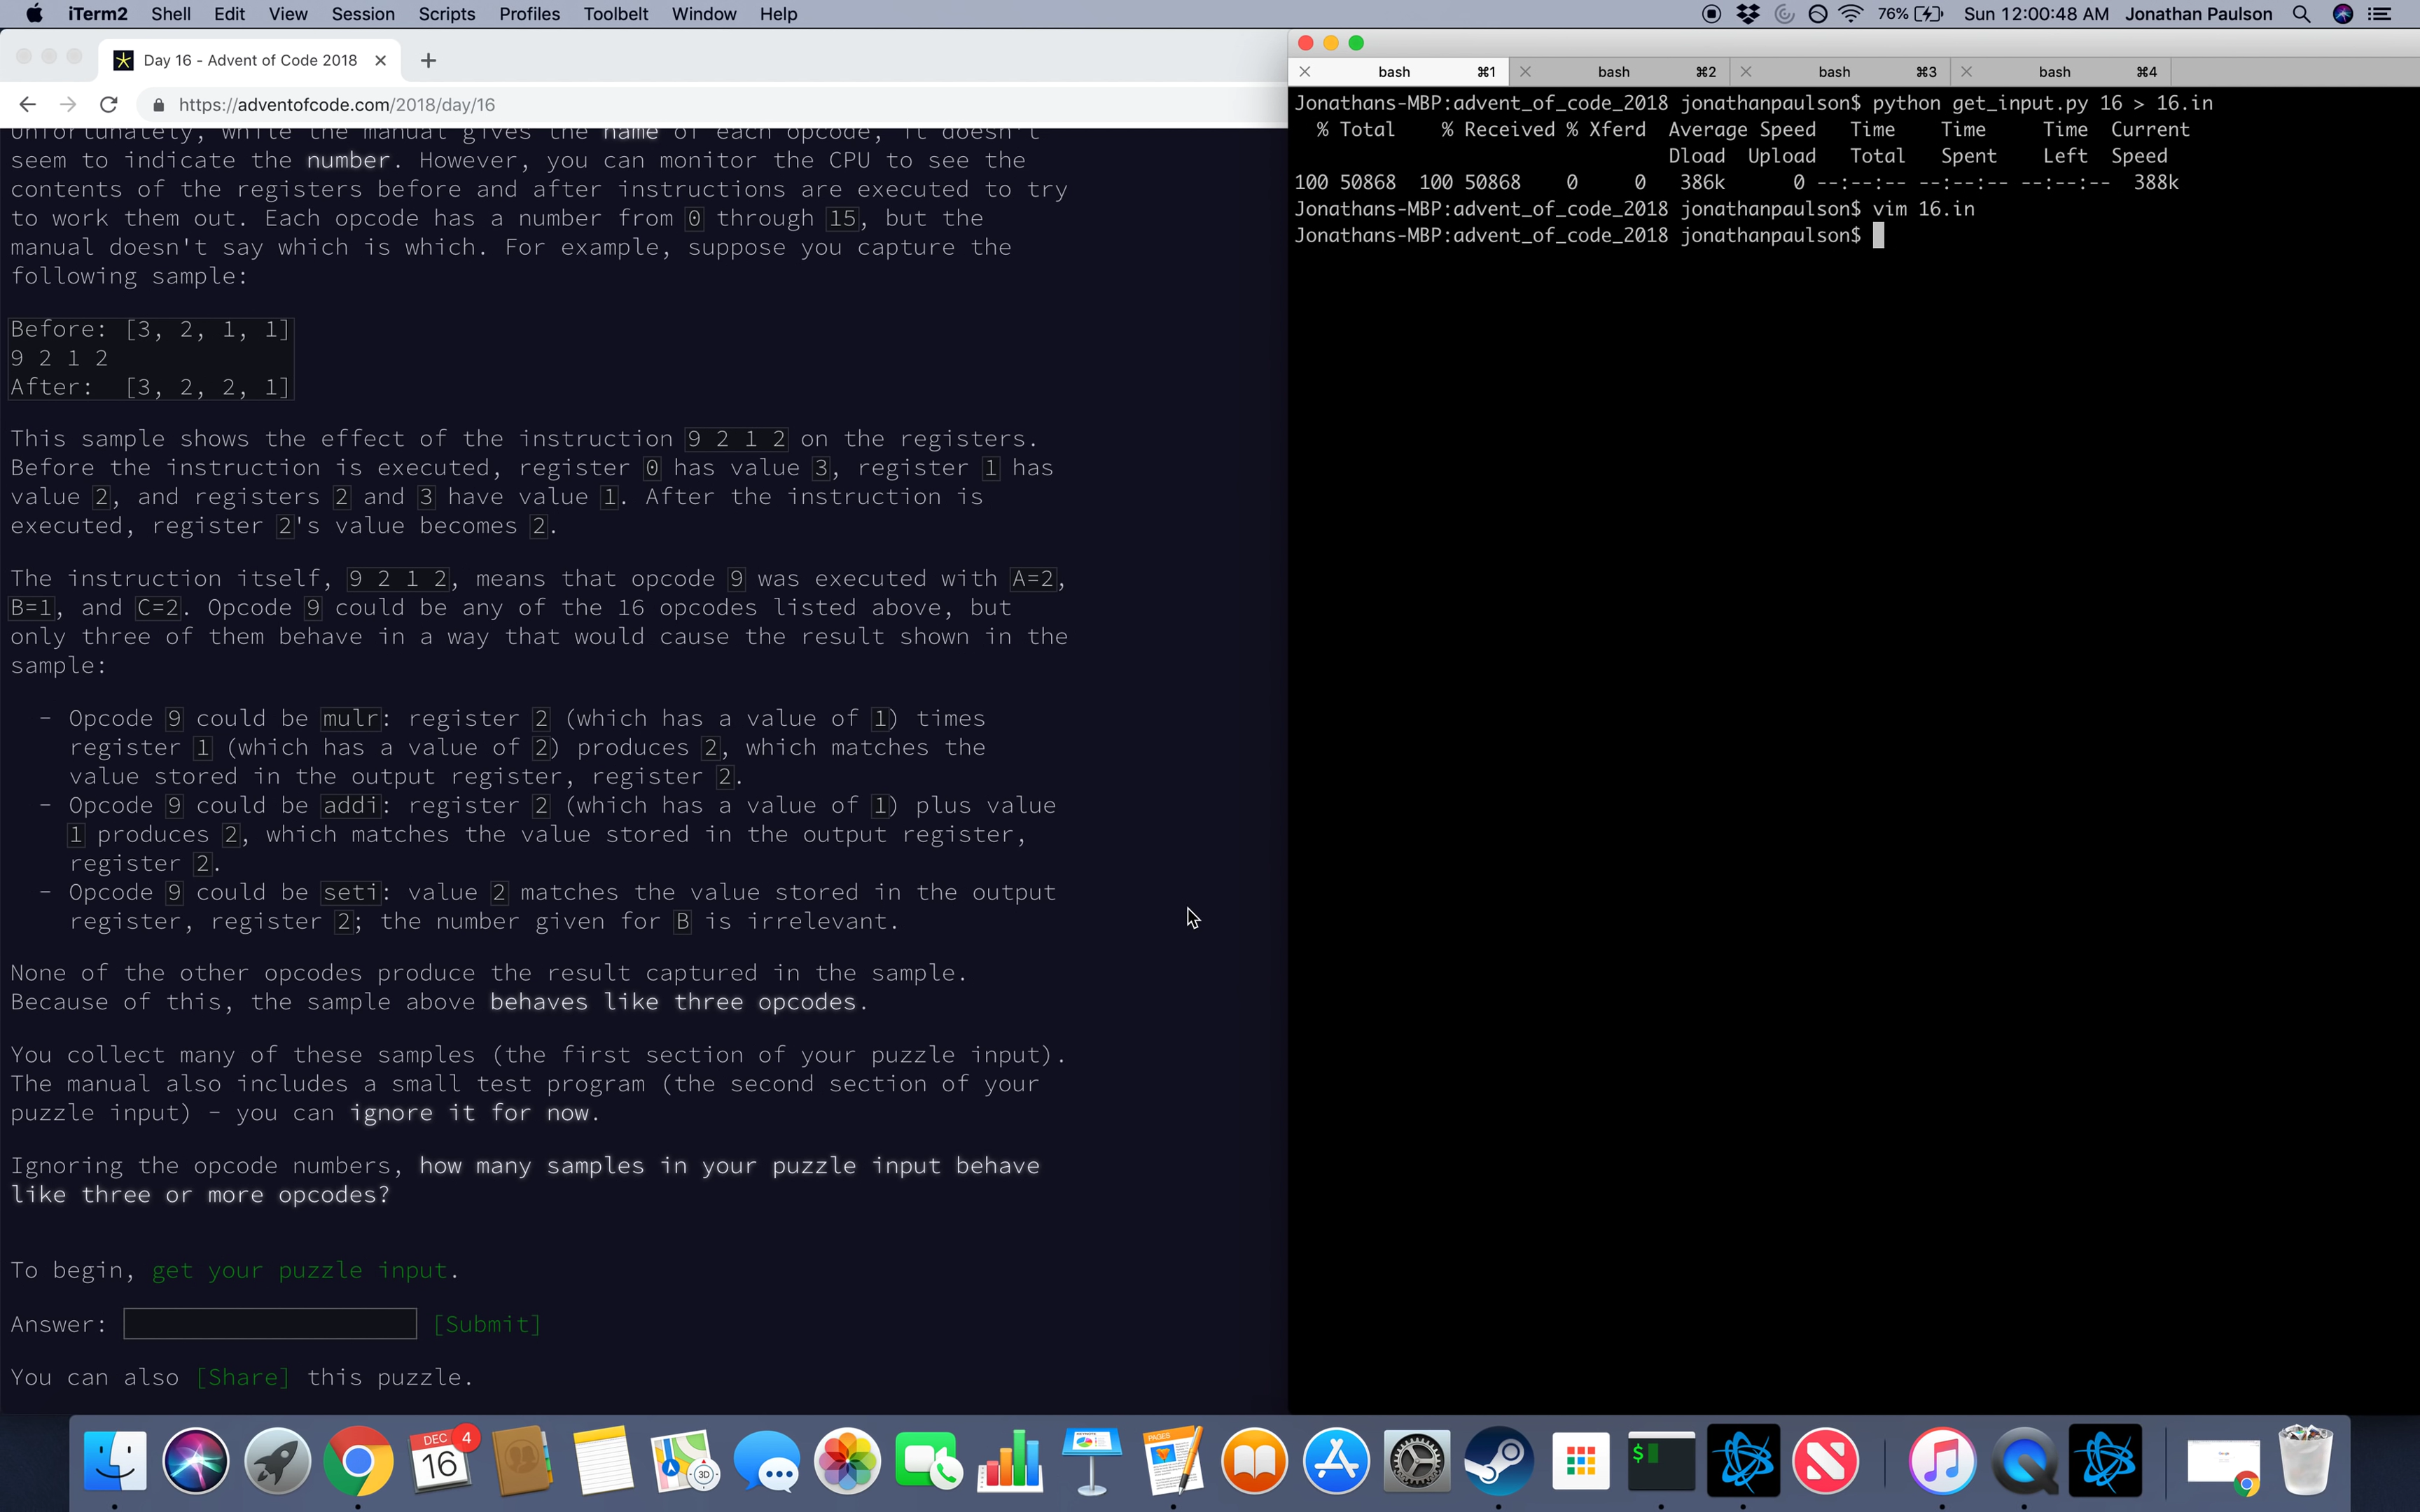 iTerm2 Shell Edit View Session Scripts Profiles Toolbelt Window Help
76% Sun 12:00:48 AM Jonathan Paulson
Day 16 - Advent of Code 2018
https://adventofcode.com/2018/day/16
Unfortunately, while the manual gives the name of each opcode, it doesn't
seem to indicate the number. However, you can monitor the CPU to see the
contents of the registers before and after instructions are executed to try
to work them out. Each opcode has a number from 0 through 15, but the
manual doesn't say which is which. For example, suppose you capture the
following sample:
Before: [3, 2, 1, 1]
9 2 1 2
After:  [3, 2, 2, 1]
This sample shows the effect of the instruction 9 2 1 2 on the registers.
Before the instruction is executed, register 0 has value 3, register 1 has
value 2, and registers 2 and 3 have value 1. After the instruction is
executed, register 2's value becomes 2.
The instruction itself, 9 2 1 2, means that opcode 9 was executed with A=2,
B=1, and C=2. Opcode 9 could be any of the 16 opcodes listed above, but
only three of them behave in a way that would cause the result shown in the
sample:
- Opcode 9 could be mulr: register 2 (which has a value of 1) times
register 1 (which has a value of 2) produces 2, which matches the
value stored in the output register, register 2.
- Opcode 9 could be addi: register 2 (which has a value of 1) plus value
1 produces 2, which matches the value stored in the output register,
register 2.
- Opcode 9 could be seti: value 2 matches the value stored in the output
register, register 2; the number given for B is irrelevant.
None of the other opcodes produce the result captured in the sample.
Because of this, the sample above behaves like three opcodes.
You collect many of these samples (the first section of your puzzle input).
The manual also includes a small test program (the second section of your
puzzle input) - you can ignore it for now.
Ignoring the opcode numbers, how many samples in your puzzle input behave
like three or more opcodes?
To begin, get your puzzle input.
Answer: [Submit]
You can also [Share] this puzzle.
bash ⌘1 bash ⌘2 bash ⌘3 bash ⌘4
Jonathans-MBP:advent_of_code_2018 jonathanpaulson$ python get_input.py 16 > 16.in
% Total % Received % Xferd Average Speed Time Time Time Current
Dload Upload Total Spent Left Speed
100 50868 100 50868 0 0 386k 0 --:--:-- --:--:-- --:--:-- 388k
Jonathans-MBP:advent_of_code_2018 jonathanpaulson$ vim 16.in
Jonathans-MBP:advent_of_code_2018 jonathanpaulson$
DEC 4
16
3D
PAGES
$